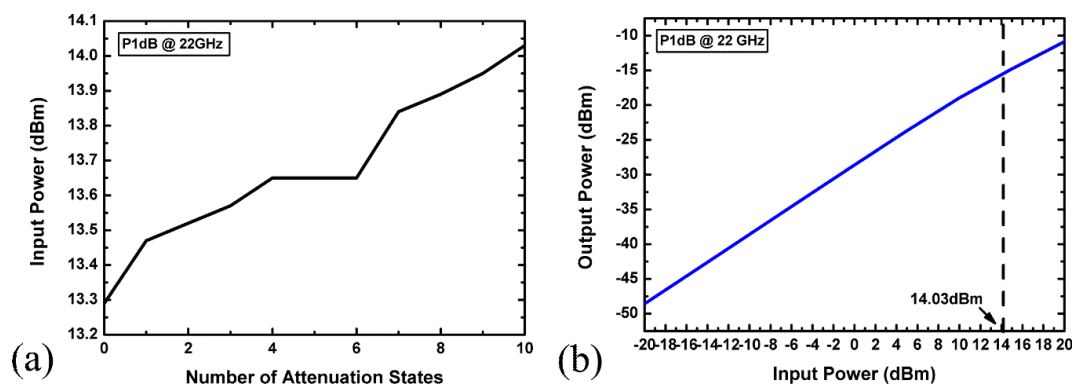 P1dB @ 22GHz
Input Power (dBm)
14.0
13.9
13.8
13.7
13.6
13.5
13.4
13.3
13.2
0 2 4 6 8 10
Number of Attenuation States
(a)
P1dB @ 22 GHz
Output Power (dBm)
-10
-15
-20
-25
-30
-35
-40
-45
-50
14.03dBm
-20 -18 -16 -14 -12 -10 -8 -6 -4 -2 0 2 4 6 8 10 12 14 16 18 20
Input Power (dBm)
(b)